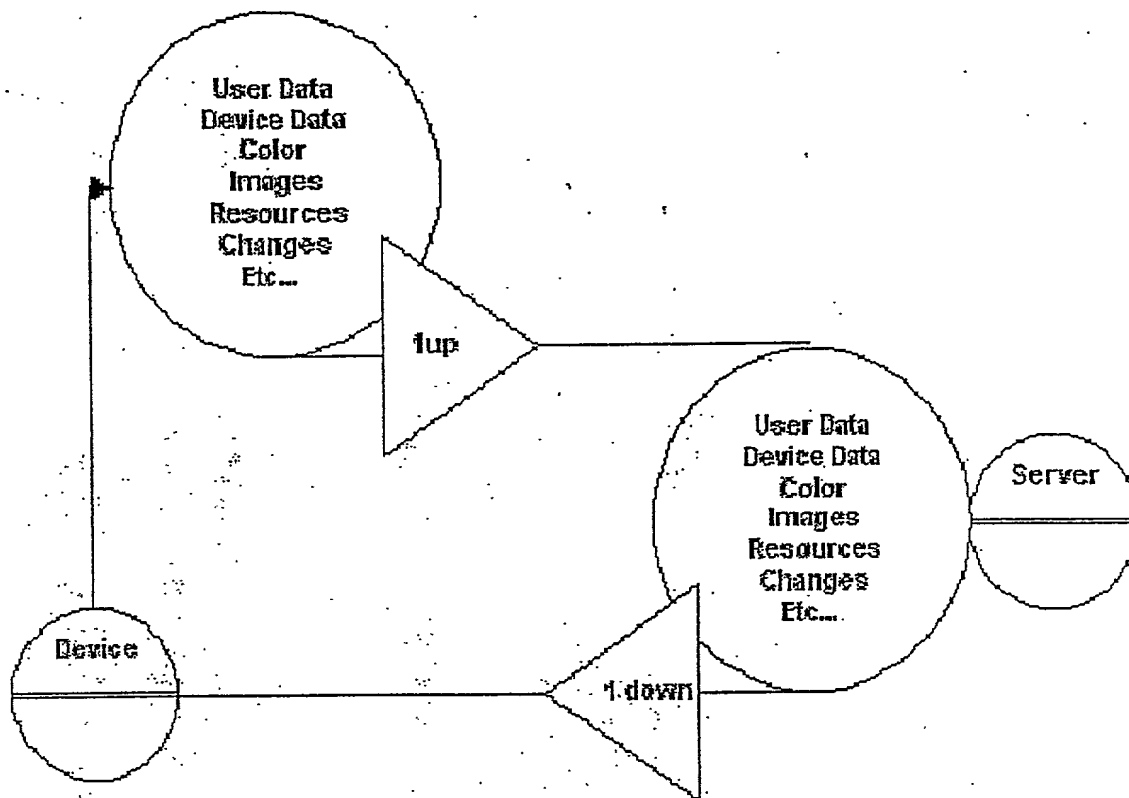 User Data
Device Data
Color
Images
Resources
Changes
Etc...
1up
User Data
Device Data
Color
Images
Resources
Changes
Etc...
Server
Device
1 down